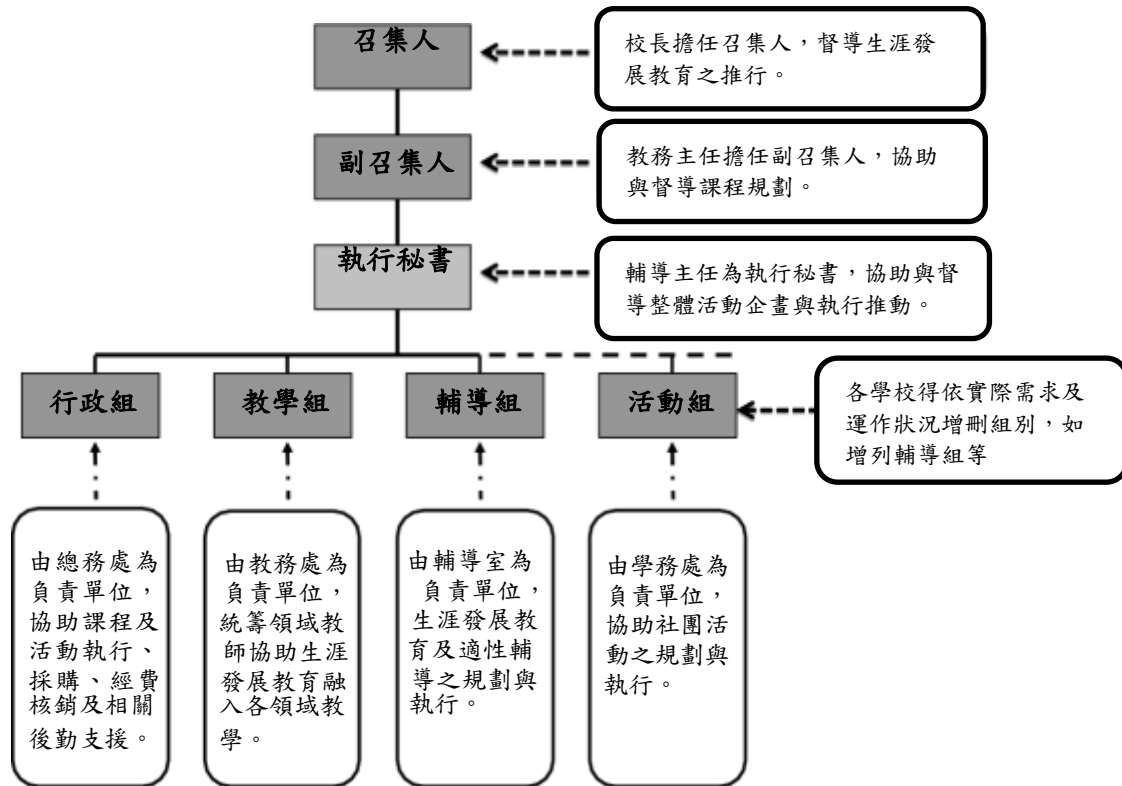 召集人
校長擔任召集人，督導生涯發
展教育之推行。
副召集人
教務主任擔任副召集人，協助
與督導課程規劃。
執行秘書
輔導主任為執行秘書，協助與督
導整體活動企畫與執行推動。
行政組
教學組
輔導組
活動組
各學校得依實際需求及
運作狀況增刪組別，如
增列輔導組等
由總務處為
負責單位，
協助課程及
活動執行、
採購、經費
核銷及相關
後勤支援。
由教務處為
負責單位，
統籌領域教
師協助生涯
發展教育融
入各領域教
學。
由輔導室為
負責單位，
生涯發展教
育及適性輔
導之規劃與
執行。
由學務處為
負責單位，
協助社團活
動之規劃與
執行。